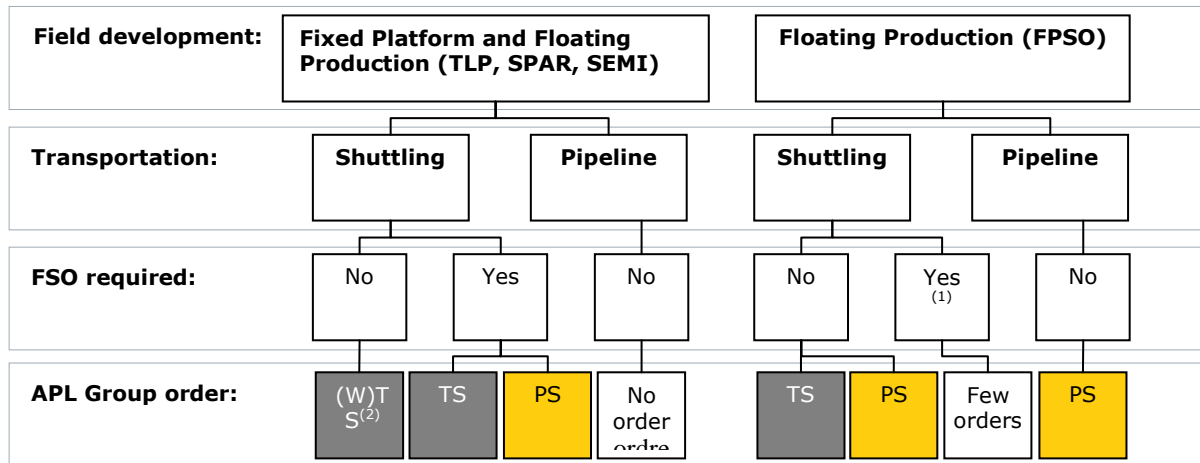 Field development:
Fixed Platform and Floating
Production (TLP, SPAR, SEMI)
Floating Production (FPSO)
Transportation:
Shuttling
Pipeline
Shuttling
Pipeline
FSO required:
No
Yes
No
No
Yes
(1)
No
APL Group order:
(W)T
S(2)
TS
PS
No
order
ordre
TS
PS
Few
orders
PS